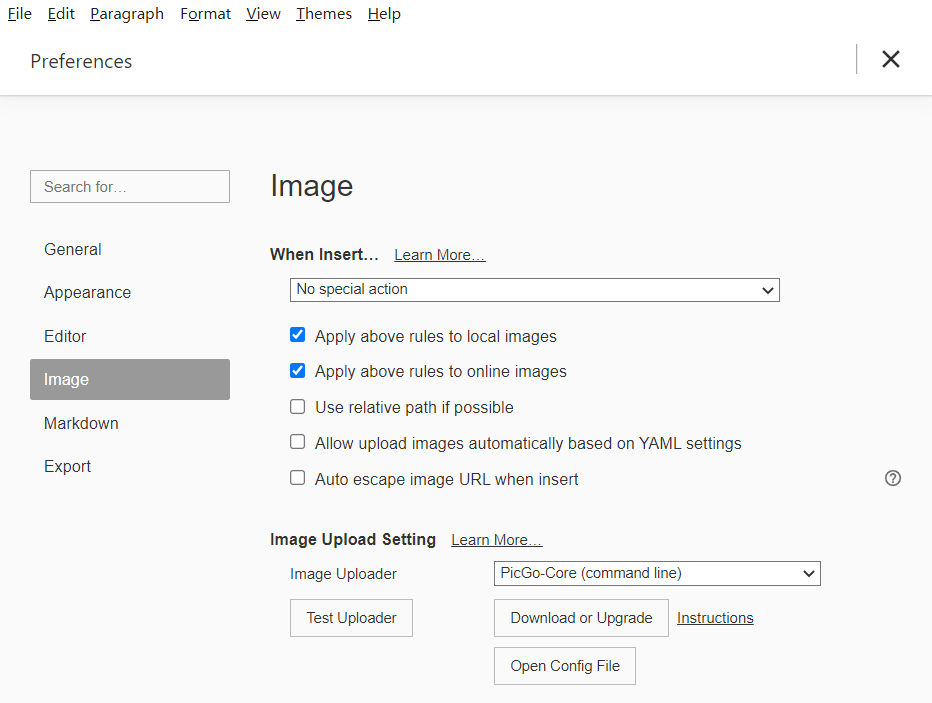 File Edit Paragraph Format View Themes Help
Preferences
Search for…
General
Appearance
Editor
Image
Markdown
Export
Image
When Insert… Learn More…
No special action
Apply above rules to local images
Apply above rules to online images
Use relative path if possible
Allow upload images automatically based on YAML settings
Auto escape image URL when insert
Image Upload Setting Learn More…
Image Uploader PicGo-Core (command line)
Test Uploader Download or Upgrade Instructions
Open Config File